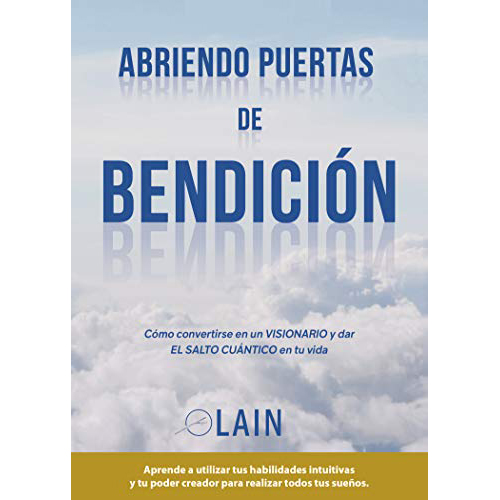 ABRIENDO PUERTAS
DE
BENDICIÓN
Cómo convertirse en un VISIONARIO y dar
EL SALTO CUÁNTICO en tu vida
LAIN
Aprende a utilizar tus habilidades intuitivas
y tu poder creador para realizar todos tus sueños.